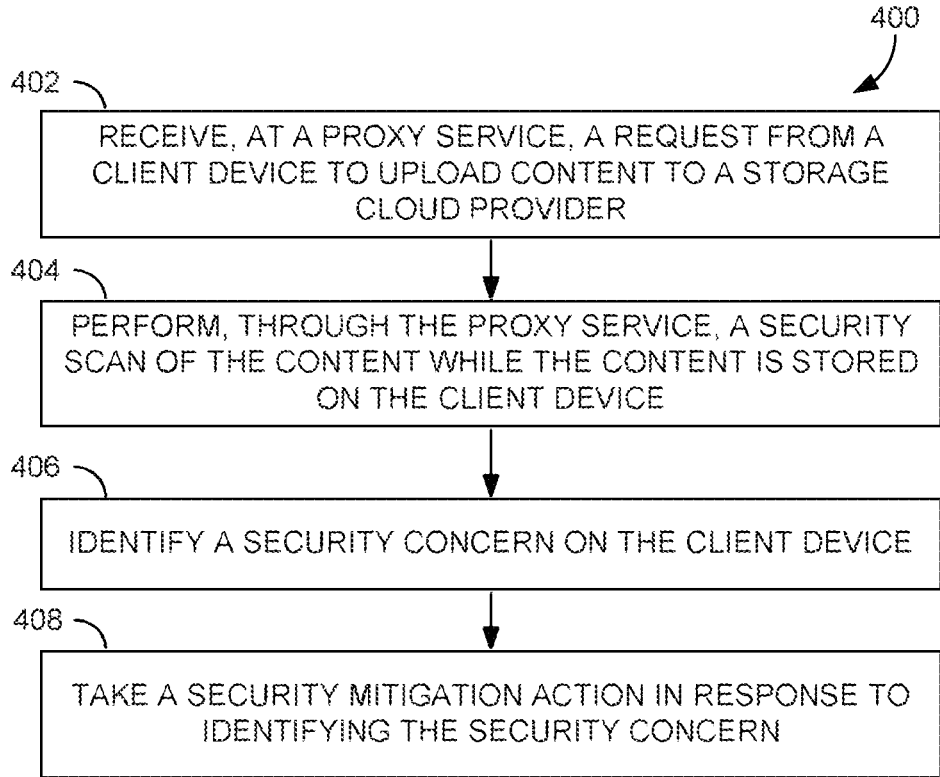 400
402
RECEIVE, AT A PROXY SERVICE, A REQUEST FROM A
CLIENT DEVICE TO UPLOAD CONTENT TO A STORAGE
CLOUD PROVIDER
404
PERFORM, THROUGH THE PROXY SERVICE, A SECURITY
SCAN OF THE CONTENT WHILE THE CONTENT IS STORED
ON THE CLIENT DEVICE
406
IDENTIFY A SECURITY CONCERN ON THE CLIENT DEVICE
408
TAKE A SECURITY MITIGATION ACTION IN RESPONSE TO
IDENTIFYING THE SECURITY CONCERN